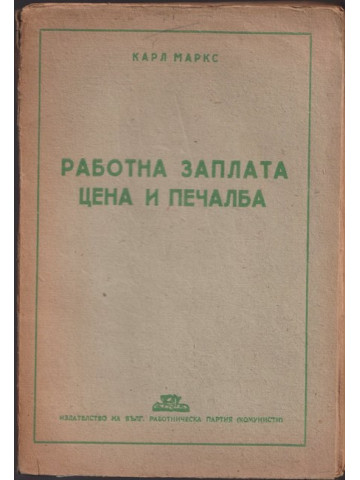 КАРЛ МАРКС
РАБОТНА ЗАПЛАТА
ЦЕНА И ПЕЧАЛБА
ИЗДАТЕЛСТВО НА БЪЛГ. РАБОТНИЧЕСКА ПАРТИЯ (КОМУНИСТИ)